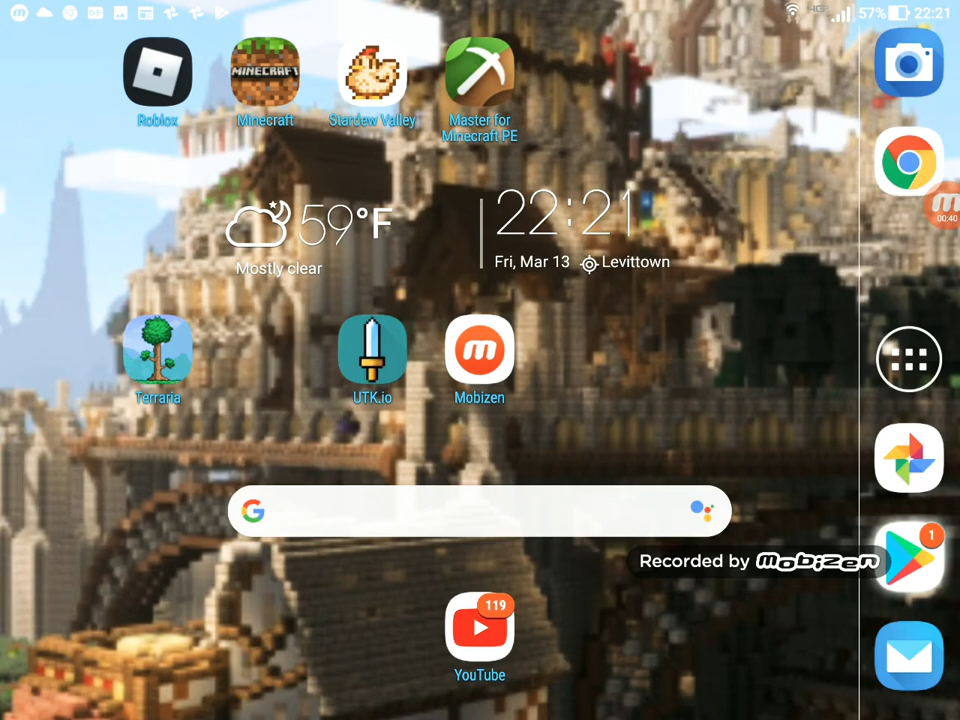 4G
57% 22:21
MINECRAFT
Roblox
Minecraft
Stardew Valley
Master for
Minecraft PE
m
00:40
59°F
22:21
Mostly clear
Fri, Mar 13 Levittown
m
Terraria
UTK.io
Mobizen
G
1
Recorded by Mobizen
119
YouTube